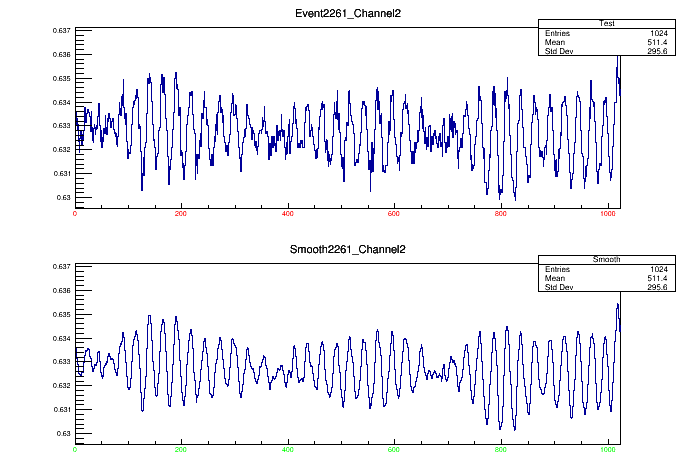 Event2261_Channel2
Test
Entries 1024
Mean 511.4
Std Dev 295.6
0.637
0.636
0.635
0.634
0.633
0.632
0.631
0.63
0 200 400 600 800 1000
Smooth2261_Channel2
Smooth
Entries 1024
Mean 511.4
Std Dev 295.6
0.637
0.636
0.635
0.634
0.633
0.632
0.631
0.63
0 200 400 600 800 1000